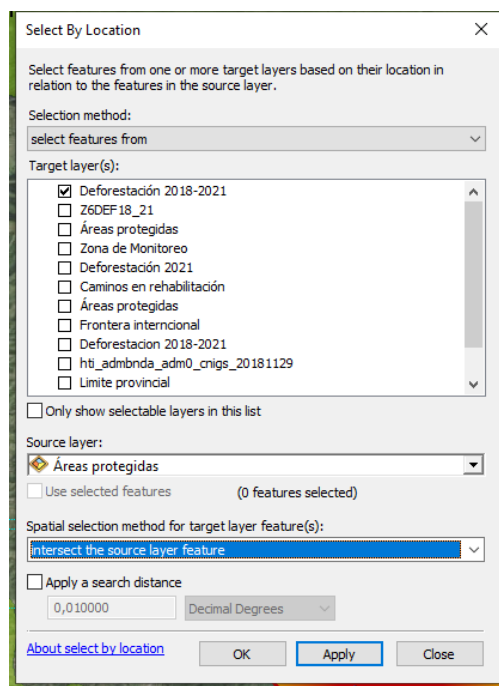 Select By Location
Select features from one or more target layers based on their location in
relation to the features in the source layer.
Selection method:
select features from
Target layer(s):
Deforestación 2018-2021
Z6DEF18_21
Áreas protegidas
Zona de Monitoreo
Deforestación 2021
Caminos en rehabilitación
Áreas protegidas
Frontera interncional
Deforestacion 2018-2021
hti_admbnda_adm0_cnigs_20181129
Limite provincial
Only show selectable layers in this list
Source layer:
Áreas protegidas
Use selected features (0 features selected)
Spatial selection method for target layer feature(s):
intersect the source layer feature
Apply a search distance
0,010000 Decimal Degrees
About select by location OK Apply Close